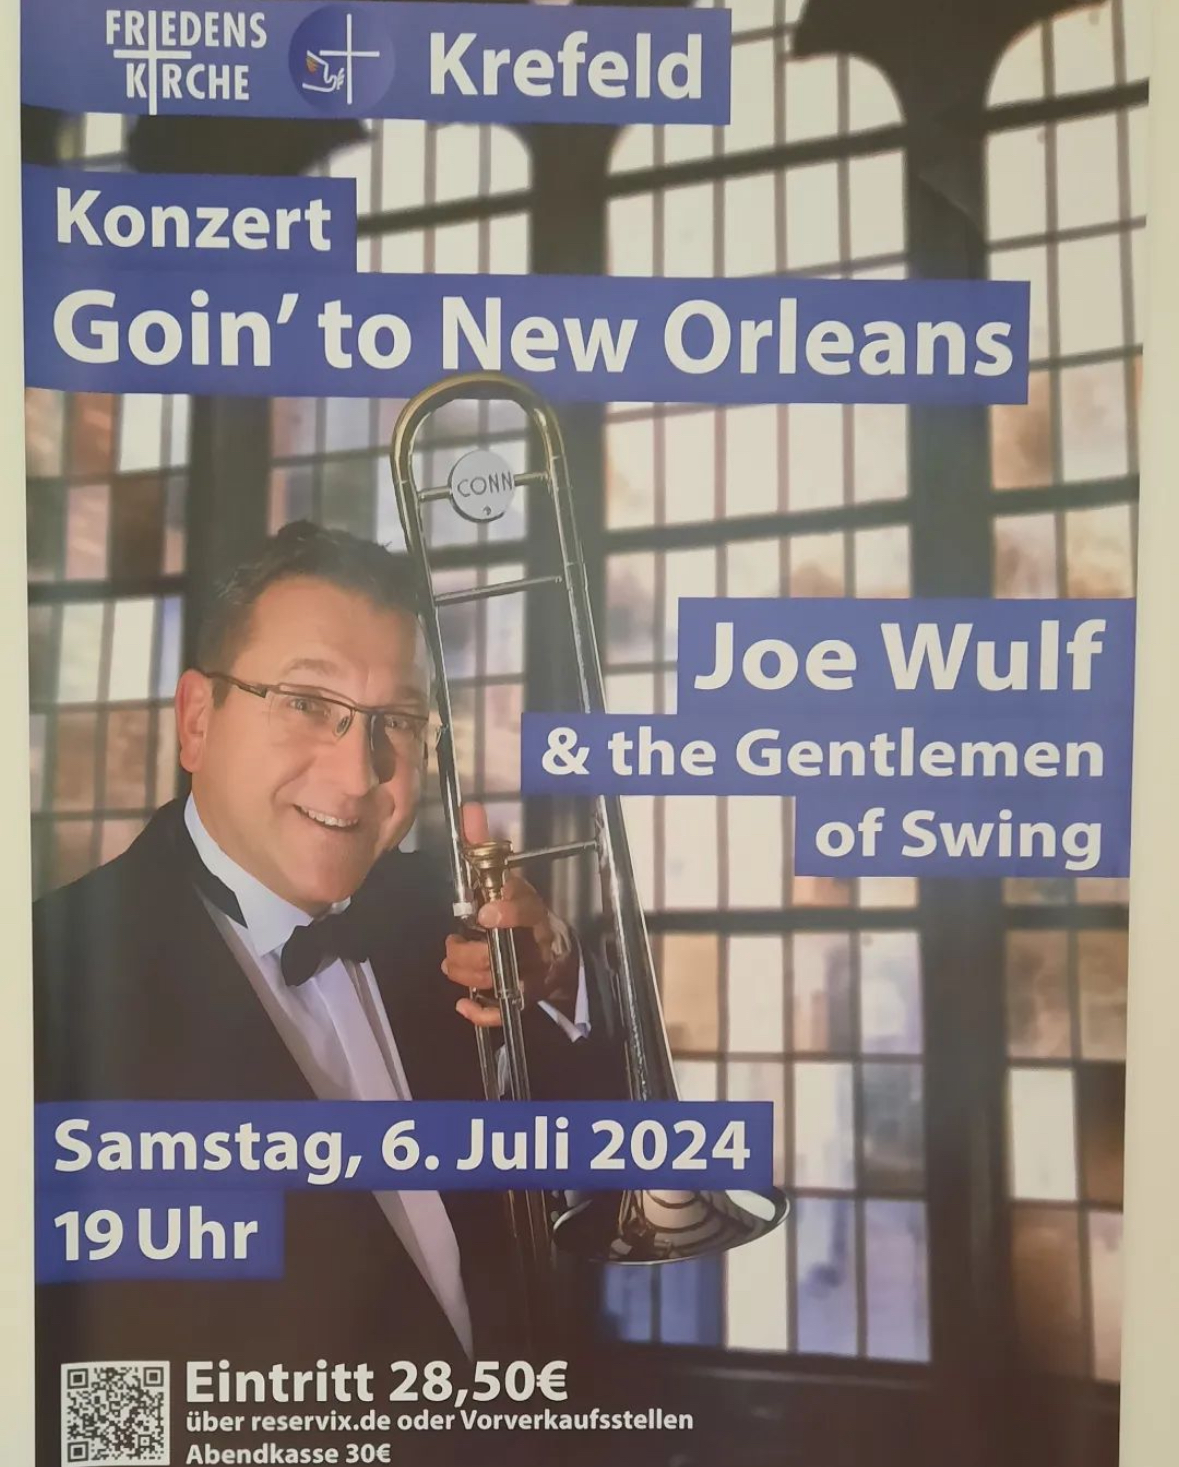 FRIEDENS
KIRCHE
Krefeld
Konzert
Goin’ to New Orleans
CONN
Joe Wulf
& the Gentlemen
of Swing
Samstag, 6. Juli 2024
19 Uhr
Eintritt 28,50€
über reservix.de oder Vorverkaufsstellen
Abendkasse 30€